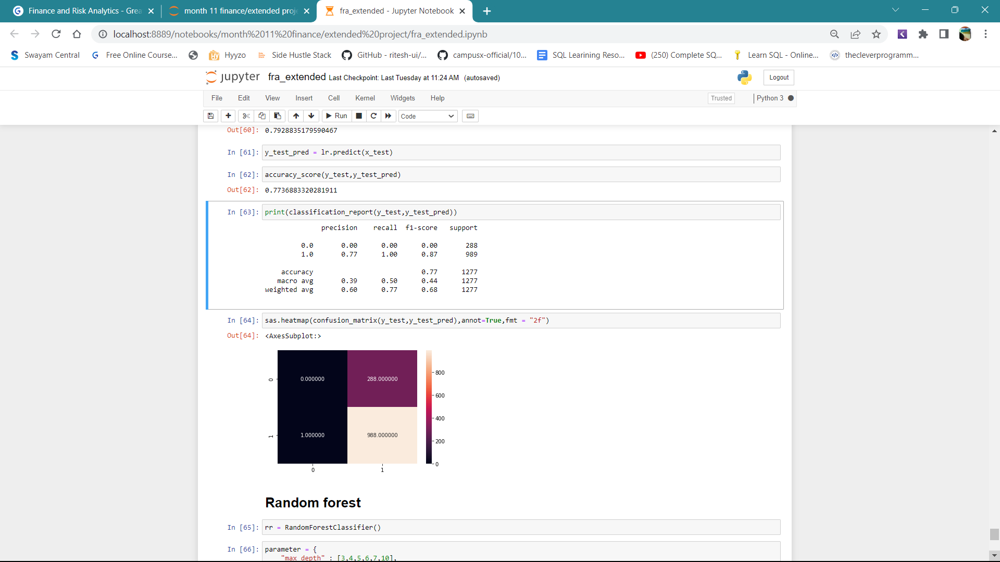 Finance and Risk Analytics - Grea
month 11 finance/extended proje
fra_extended - Jupyter Notebook
localhost:8889/notebooks/month%2011%20finance/extended%20project/fra_extended.ipynb
Swayam Central
Free Online Course...
Hyyzo
Side Hustle Stack
GitHub - ritesh-ui/...
campusx-official/10...
SQL Learining Reso...
(250) Complete SQ...
Learn SQL - Online...
thecleverprogramm...
jupyter fra_extended Last Checkpoint: Last Tuesday at 11:24 AM (autosaved)
Logout
File Edit View Insert Cell Kernel Widgets Help
Trusted
Python 3
Run
Code
Out[60]: 0.7928835179590467
In [61]: y_test_pred = lr.predict(x_test)
In [62]: accuracy_score(y_test,y_test_pred)
Out[62]: 0.7736883320281911
In [63]: print(classification_report(y_test,y_test_pred))
precision recall f1-score support
0.0 0.00 0.00 0.00 288
1.0 0.77 1.00 0.87 989
accuracy 0.77 1277
macro avg 0.39 0.50 0.44 1277
weighted avg 0.60 0.77 0.68 1277
In [64]: sas.heatmap(confusion_matrix(y_test,y_test_pred),annot=True,fmt = "2f")
Out[64]: <AxesSubplot:>
0 0.000000 288.000000
1 1.000000 988.000000
0 1
800
600
400
200
0
Random forest
In [65]: rr = RandomForestClassifier()
In [66]: parameter = {
"max_depth" : [3,4,5,6,7,10],